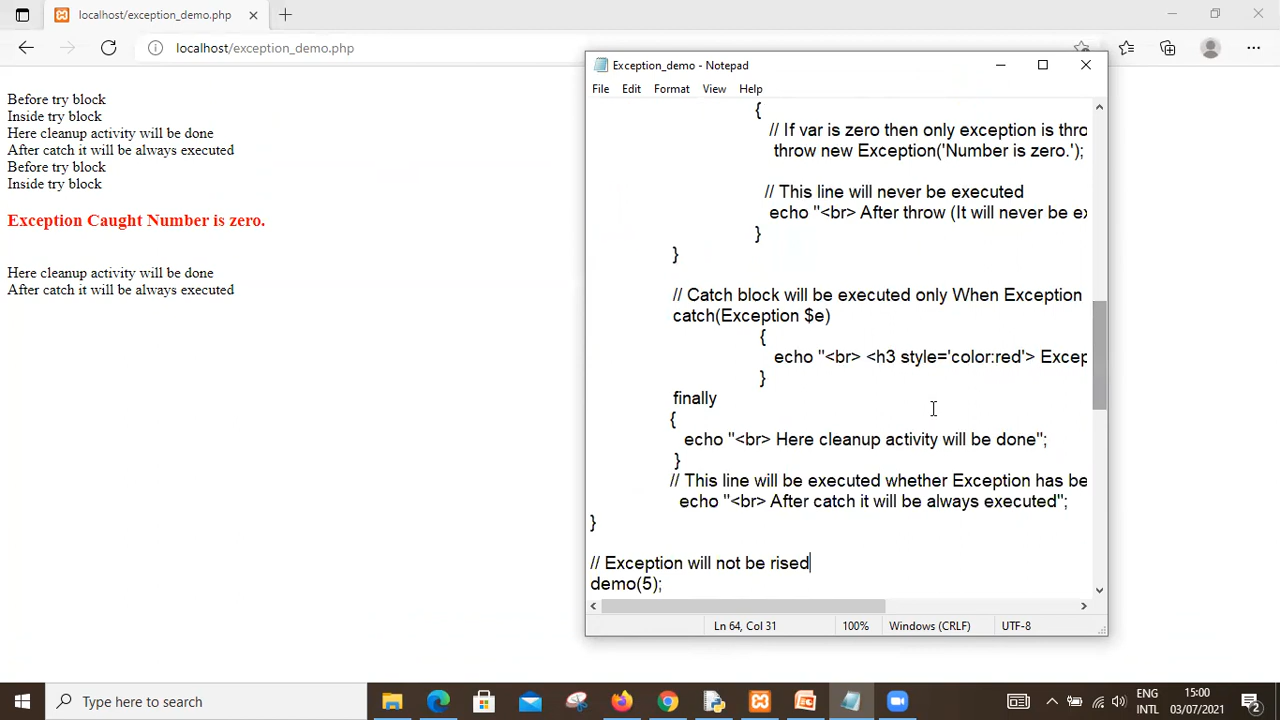 localhost/exception_demo.php
localhost/exception_demo.php
Before try block
Inside try block
Here cleanup activity will be done
After catch it will be always executed
Before try block
Inside try block
Exception Caught Number is zero.
Here cleanup activity will be done
After catch it will be always executed
Exception_demo - Notepad
File Edit Format View Help
{
// If var is zero then only exception is thro
throw new Exception('Number is zero.');
// This line will never be executed
echo "<br> After throw (It will never be ex
}
}
// Catch block will be executed only When Exception
catch(Exception $e)
{
echo "<br> <h3 style='color:red'> Excep
}
finally
{
echo "<br> Here cleanup activity will be done";
}
// This line will be executed whether Exception has be
echo "<br> After catch it will be always executed";
}
// Exception will not be rised
demo(5);
Ln 64, Col 31 100% Windows (CRLF) UTF-8
Type here to search
ENG
INTL
15:00
03/07/2021
2